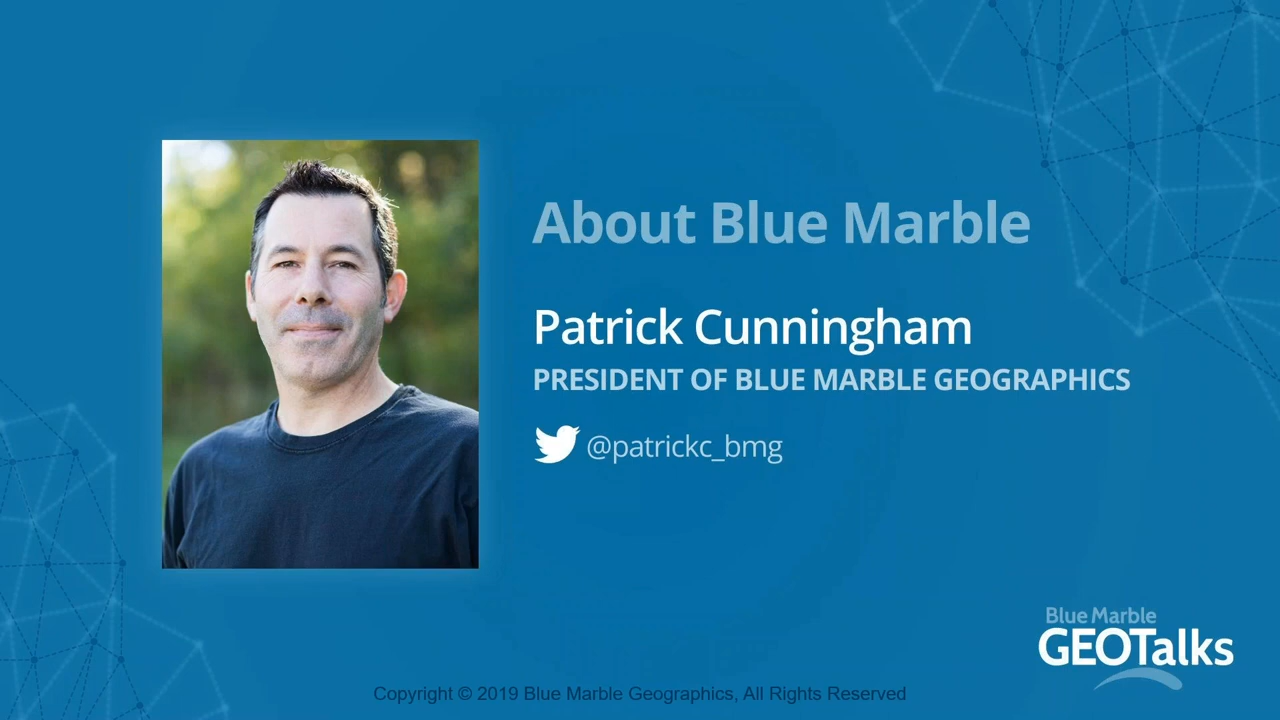 About Blue Marble
Patrick Cunningham
PRESIDENT OF BLUE MARBLE GEOGRAPHICS
@patrickc_bmg
Blue Marble
GEOTalks
Copyright © 2019 Blue Marble Geographics, All Rights Reserved